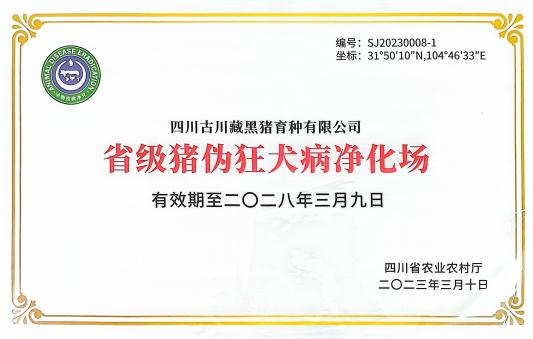 编号：SJ20230008-1
坐标：31°50'10"N,104°46'33"E
ANIMAL DISEASE ERADICATION
四川古川藏黑猪育种有限公司
省级猪伪狂犬病净化场
有效期至二〇二八年三月九日
四川省农业农村厅
二〇二三年三月十日